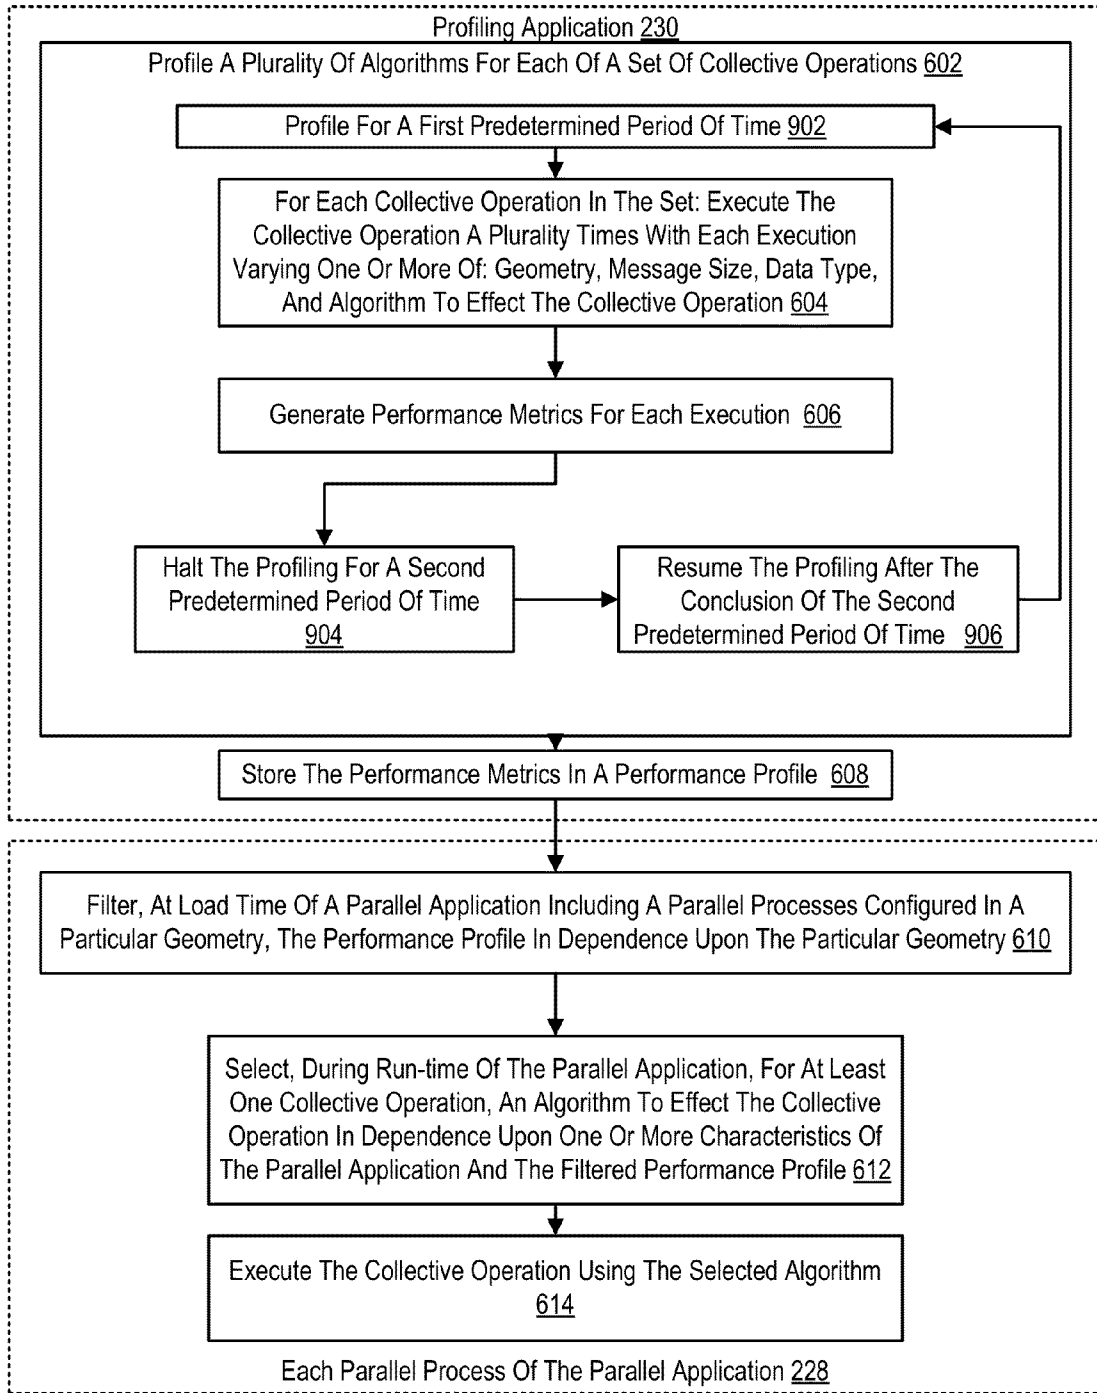 Profiling Application 230
Profile A Plurality Of Algorithms For Each Of A Set Of Collective Operations 602
Profile For A First Predetermined Period Of Time 902
For Each Collective Operation In The Set: Execute The
Collective Operation A Plurality Times With Each Execution
Varying One Or More Of: Geometry, Message Size, Data Type,
And Algorithm To Effect The Collective Operation 604
Generate Performance Metrics For Each Execution 606
Halt The Profiling For A Second
Predetermined Period Of Time
904
Resume The Profiling After The
Conclusion Of The Second
Predetermined Period Of Time 906
Store The Performance Metrics In A Performance Profile 608
Filter, At Load Time Of A Parallel Application Including A Parallel Processes Configured In A
Particular Geometry, The Performance Profile In Dependence Upon The Particular Geometry 610
Select, During Run-time Of The Parallel Application, For At Least
One Collective Operation, An Algorithm To Effect The Collective
Operation In Dependence Upon One Or More Characteristics Of
The Parallel Application And The Filtered Performance Profile 612
Execute The Collective Operation Using The Selected Algorithm
614
Each Parallel Process Of The Parallel Application 228